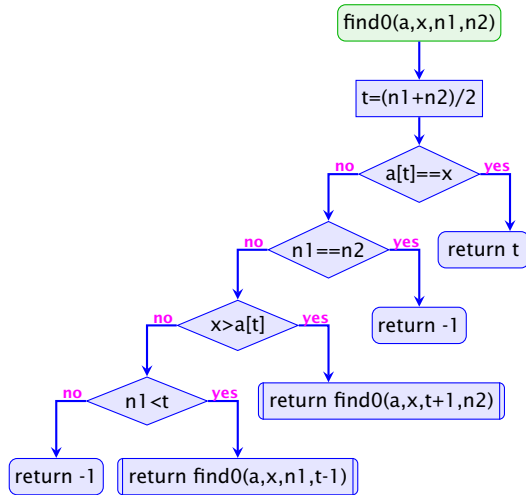 find0(a,x,n1,n2)
t=(n1+n2)/2
a[t]==x
no
yes
return t
n1==n2
no
yes
return -1
x>a[t]
no
yes
return find0(a,x,t+1,n2)
n1<t
no
yes
return -1
return find0(a,x,n1,t-1)